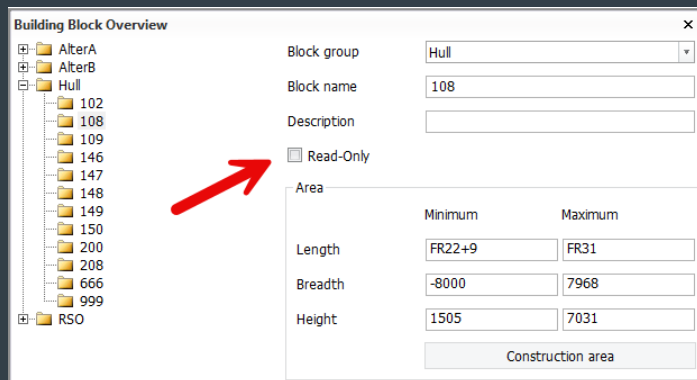 Building Block Overview
AlterA
AlterB
Hull
102
108
109
146
147
148
149
150
200
208
666
999
RSO
Block group
Hull
Block name
108
Description
Read-Only
Area
Minimum Maximum
Length FR22+9 FR31
Breadth -8000 7968
Height 1505 7031
Construction area